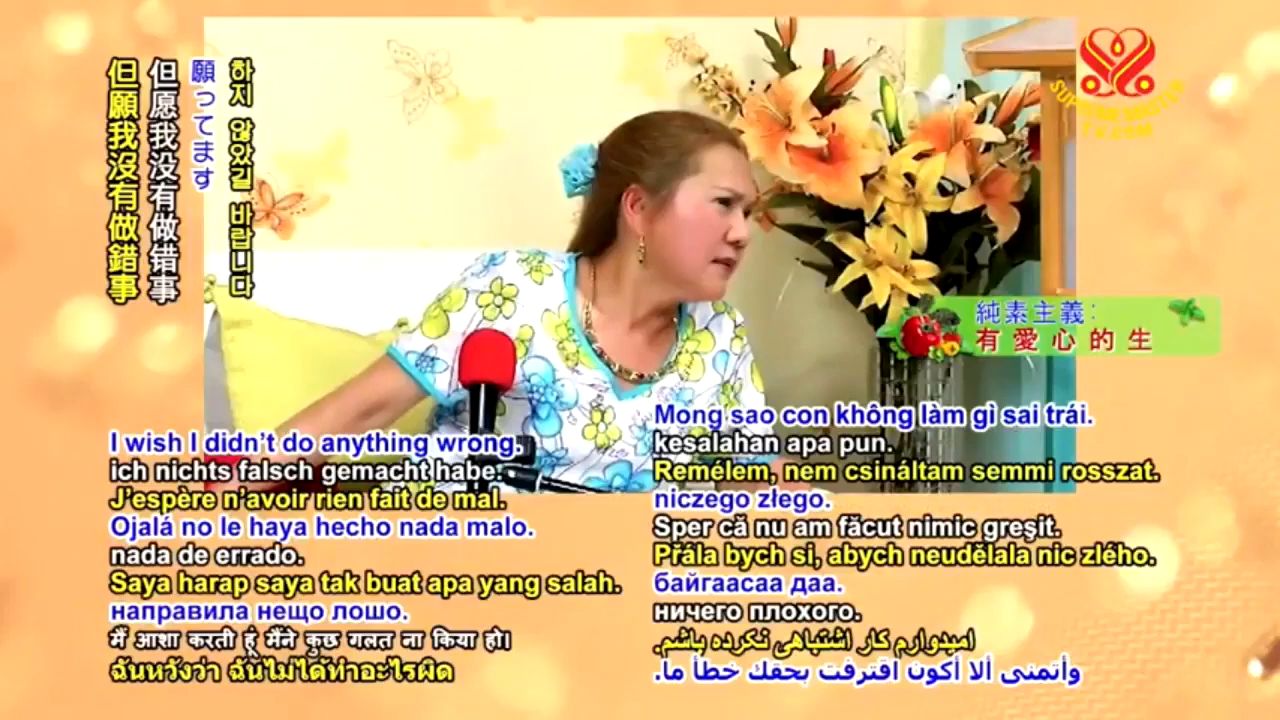 하지 않았길 바랍니다
願ってます
但愿我没有做错事
但願我沒有做錯事
SUPREME MASTER
TV.COM
純素主義：
有愛心的生
I wish I didn't do anything wrong.
ich nichts falsch gemacht habe.
J'espère n'avoir rien fait de mal.
Ojalá no le haya hecho nada malo.
nada de errado.
Saya harap saya tak buat apa yang salah.
направила нещо лошо.
मैं आशा करती हूं मैंने कुछ गलत ना किया हो।
ฉันหวังว่า ฉันไม่ได้ทำอะไรผิด
Mong sao con không làm gì sai trái.
kesalahan apa pun.
Remélem, nem csináltam semmi rosszat.
niczego złego.
Sper că nu am făcut nimic greşit.
Přála bych si, abych neudělala nic zlého.
байгаасаа даа.
ничего плохого.
امیدوارم کار اشتباهی نکرده باشم.
وأتمنى ألا أكون اقترفت بحقك خطأ ما.